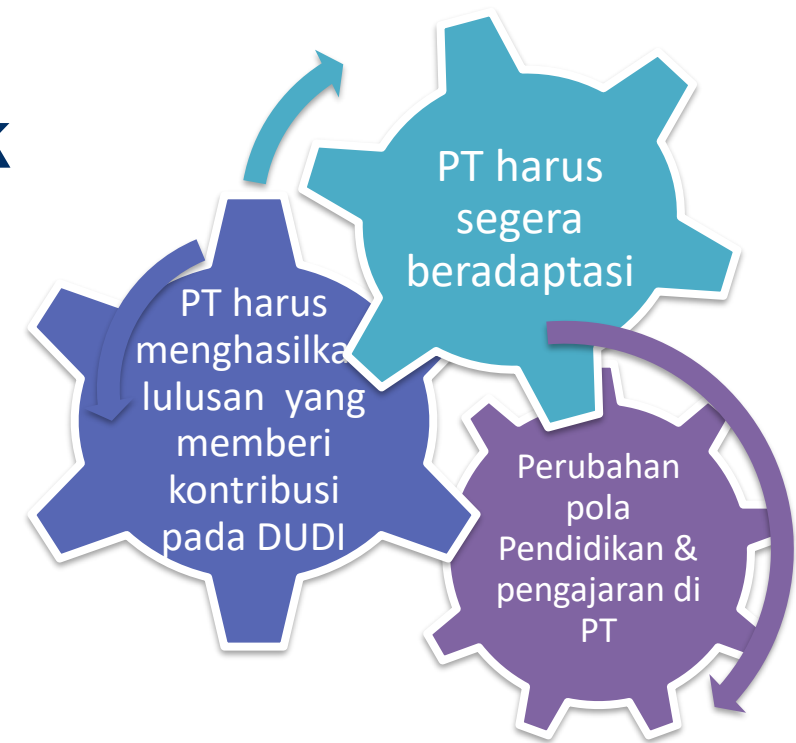 K
PT harus
segera
beradaptasi
PT harus
menghasilka
lulusan yang
memberi
kontribusi
pada DUDI
Perubahan
pola
Pendidikan &
pengajaran di
PT